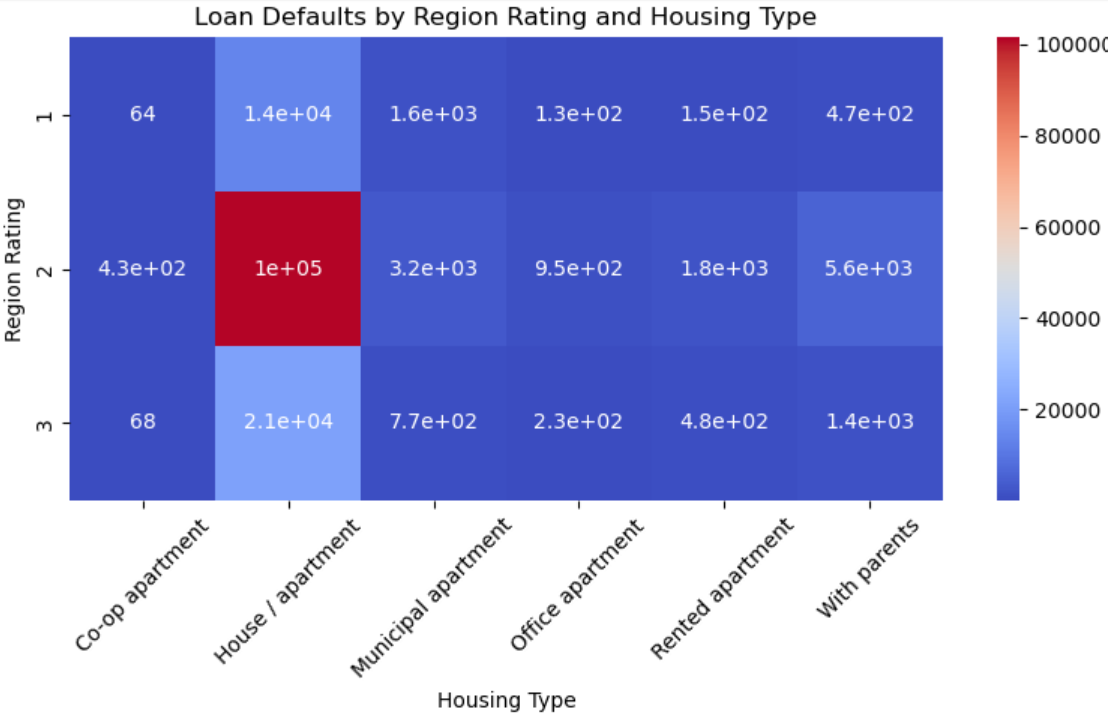 Loan Defaults by Region Rating and Housing Type
Region Rating
1
64
1.4e+04
1.6e+03
1.3e+02
1.5e+02
4.7e+02
2
4.3e+02
1e+05
3.2e+03
9.5e+02
1.8e+03
5.6e+03
3
68
2.1e+04
7.7e+02
2.3e+02
4.8e+02
1.4e+03
Co-op apartment
House / apartment
Municipal apartment
Office apartment
Rented apartment
With parents
Housing Type
100000
80000
60000
40000
20000